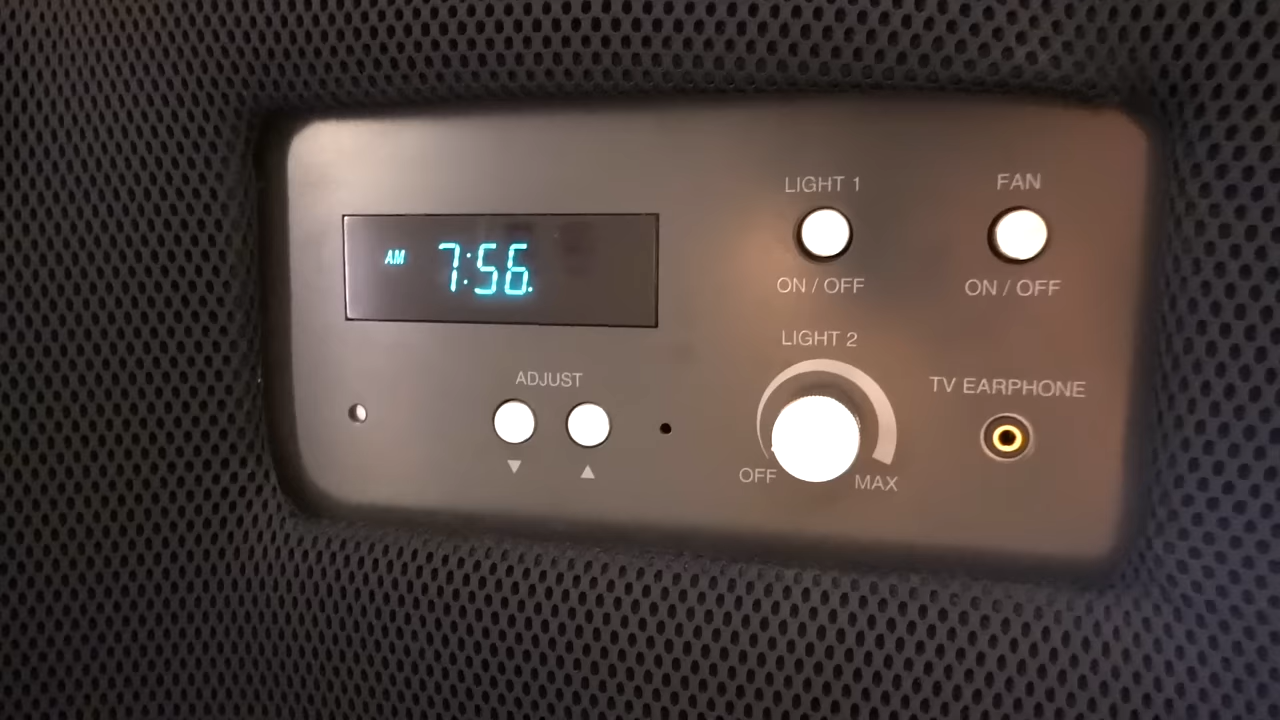 AM 7:56.
ADJUST
▼ ▲
LIGHT 1
ON / OFF
FAN
ON / OFF
LIGHT 2
OFF MAX
TV EARPHONE